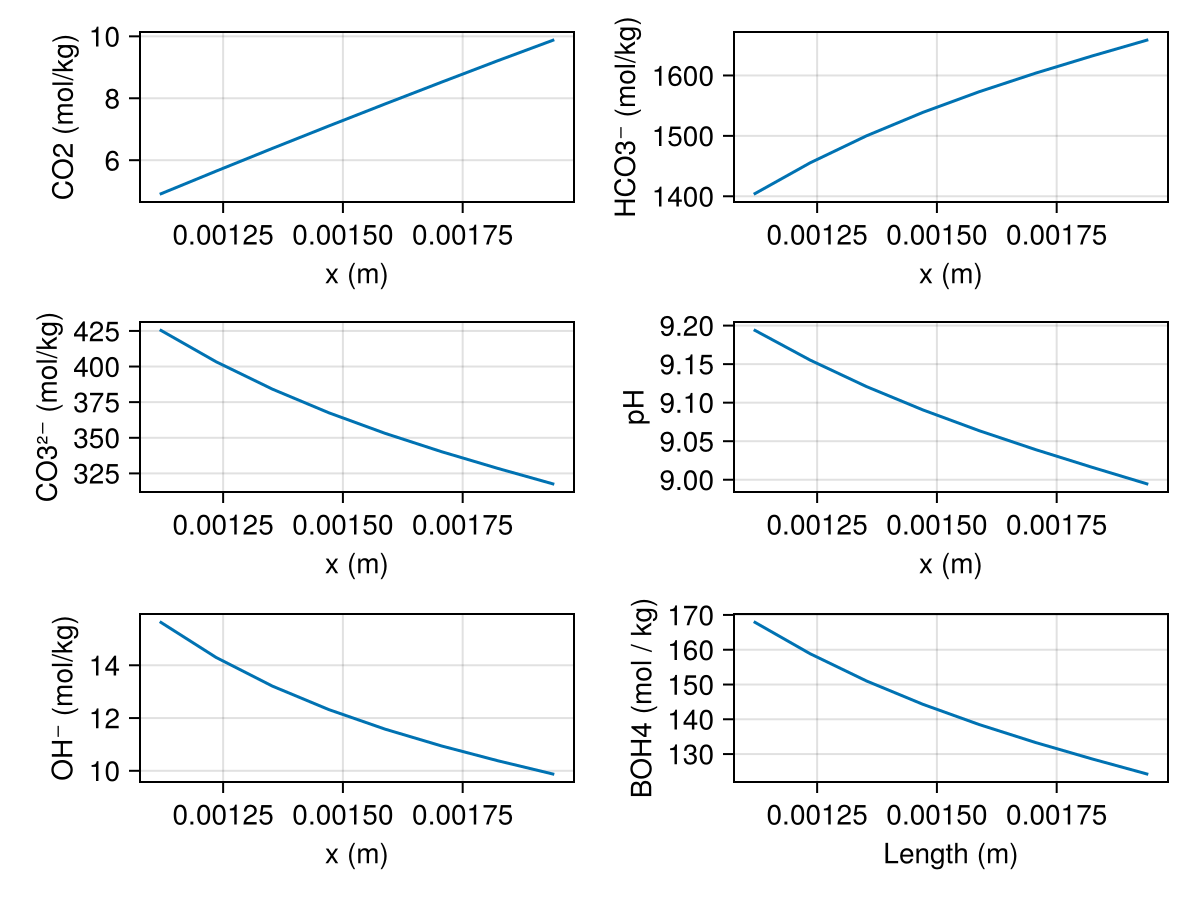 CO2 (mol/kg)
10
8
6
0.00125 0.00150 0.00175
x (m)
HCO3⁻ (mol/kg)
1600
1500
1400
0.00125 0.00150 0.00175
x (m)
CO3²⁻ (mol/kg)
425
400
375
350
325
0.00125 0.00150 0.00175
x (m)
pH
9.20
9.15
9.10
9.05
9.00
0.00125 0.00150 0.00175
x (m)
OH⁻ (mol/kg)
14
12
10
0.00125 0.00150 0.00175
x (m)
BOH4 (mol / kg)
170
160
150
140
130
0.00125 0.00150 0.00175
Length (m)